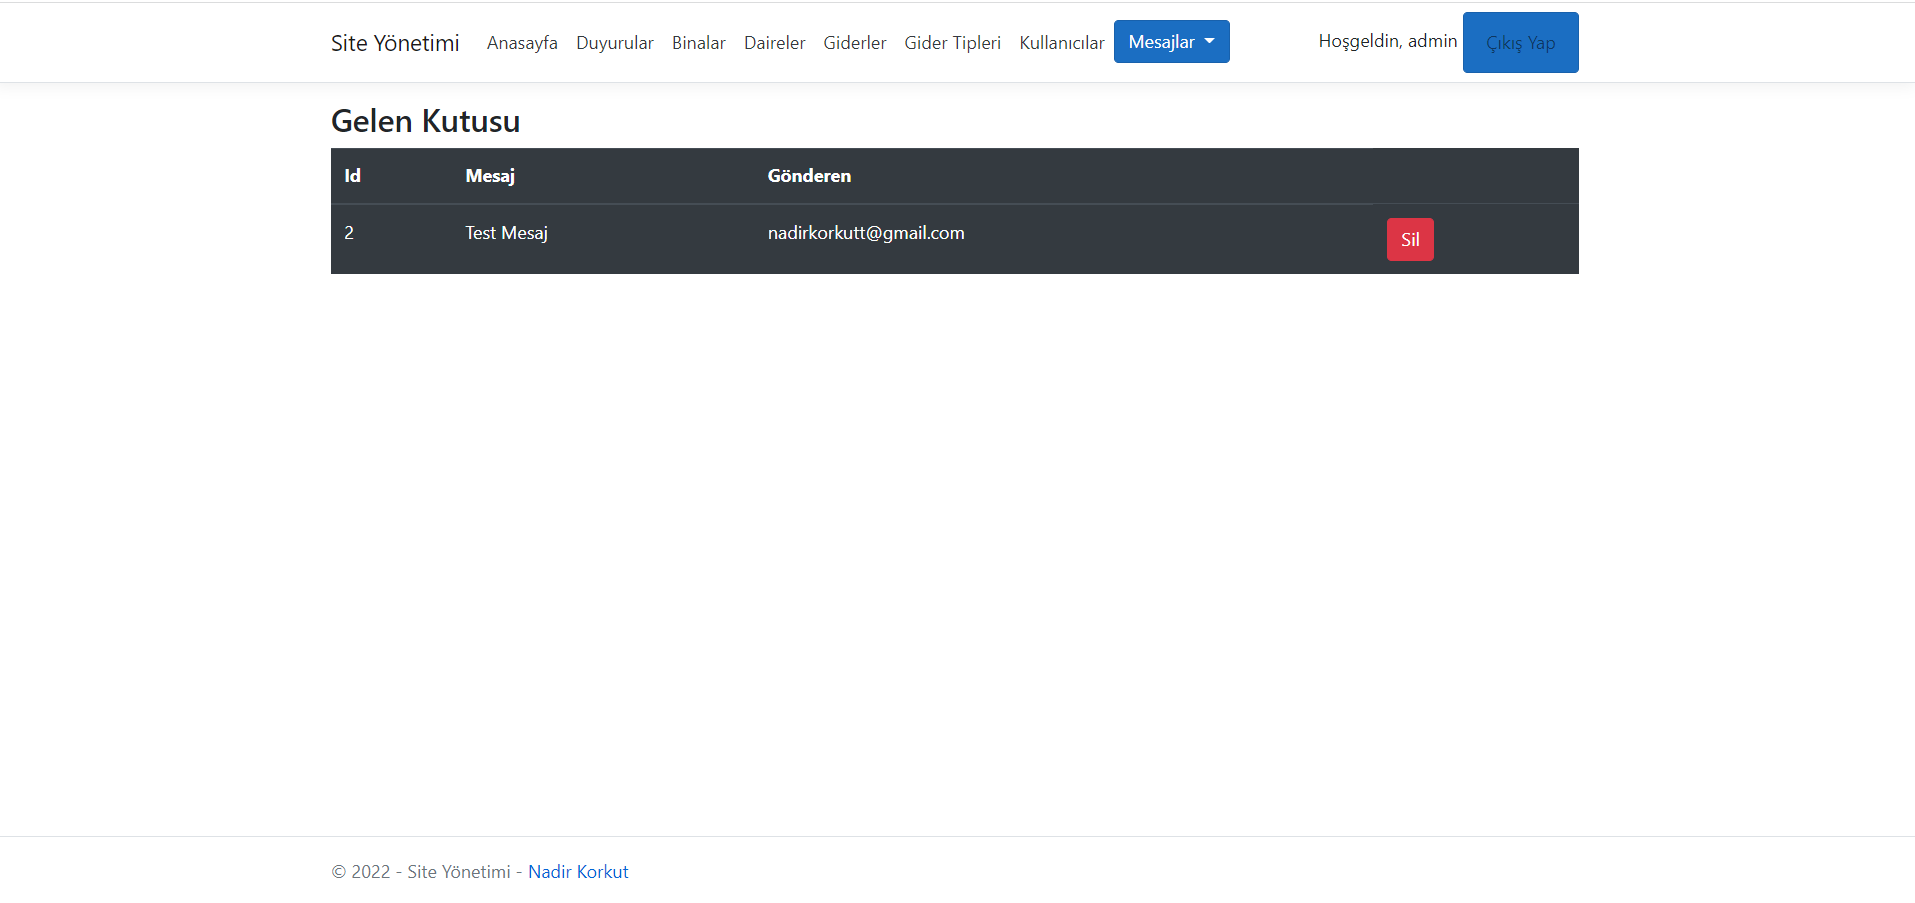 Site Yönetimi Anasayfa Duyurular Binalar Daireler Giderler Gider Tipleri Kullanıcılar Mesajlar Hoşgeldin, admin Çıkış Yap
Gelen Kutusu
Id Mesaj Gönderen
2 Test Mesaj nadirkorkutt@gmail.com Sil
© 2022 - Site Yönetimi - Nadir Korkut